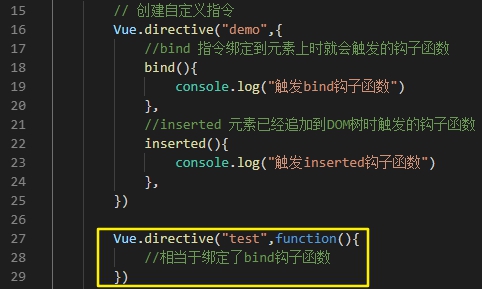 15 // 创建自定义指令
16 Vue.directive("demo",{
17 //bind 指令绑定到元素上时就会触发的钩子函数
18 bind(){
19 console.log("触发bind钩子函数")
20 },
21 //inserted 元素已经追加到DOM树时触发的钩子函数
22 inserted(){
23 console.log("触发inserted钩子函数")
24 },
25 })
26
27 Vue.directive("test",function(){
28 //相当于绑定了bind钩子函数
29 })